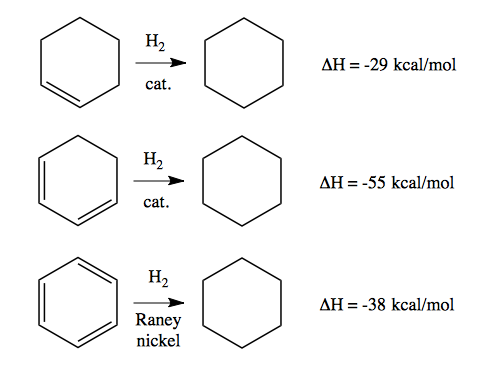 H₂
cat.
ΔH = -29 kcal/mol
H₂
cat.
ΔH = -55 kcal/mol
H₂
Raney
nickel
ΔH = -38 kcal/mol